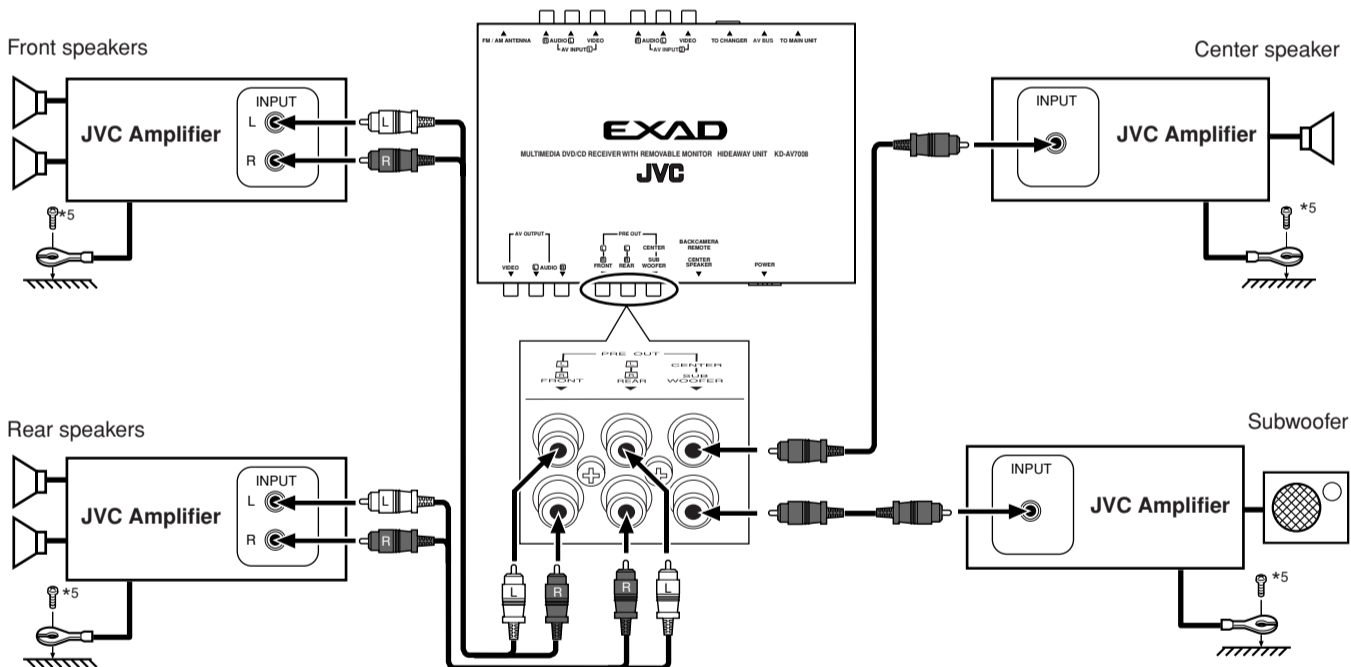 FM / AM ANTENNA
R AUDIO L VIDEO
AV INPUT 1
R AUDIO L VIDEO
AV INPUT 2
TO CHANGER
AV BUS
TO MAIN UNIT
Front speakers
JVC Amplifier
INPUT
L
R
L
R
*5
EXAD
MULTIMEDIA DVD/CD RECEIVER WITH REMOVABLE MONITOR HIDEAWAY UNIT KD-AV7008
JVC
Center speaker
INPUT
JVC Amplifier
*5
AV OUTPUT
VIDEO
L AUDIO R
PRE OUT
L
R
FRONT
L
R
REAR
CENTER
SUB
WOOFER
BACKCAMERA
REMOTE
CENTER
SPEAKER
POWER
PRE OUT
L
R
FRONT
L
R
REAR
CENTER
SUB
WOOFER
Rear speakers
JVC Amplifier
INPUT
L
R
L
R
*5
L
R
R
L
Subwoofer
INPUT
JVC Amplifier
*5